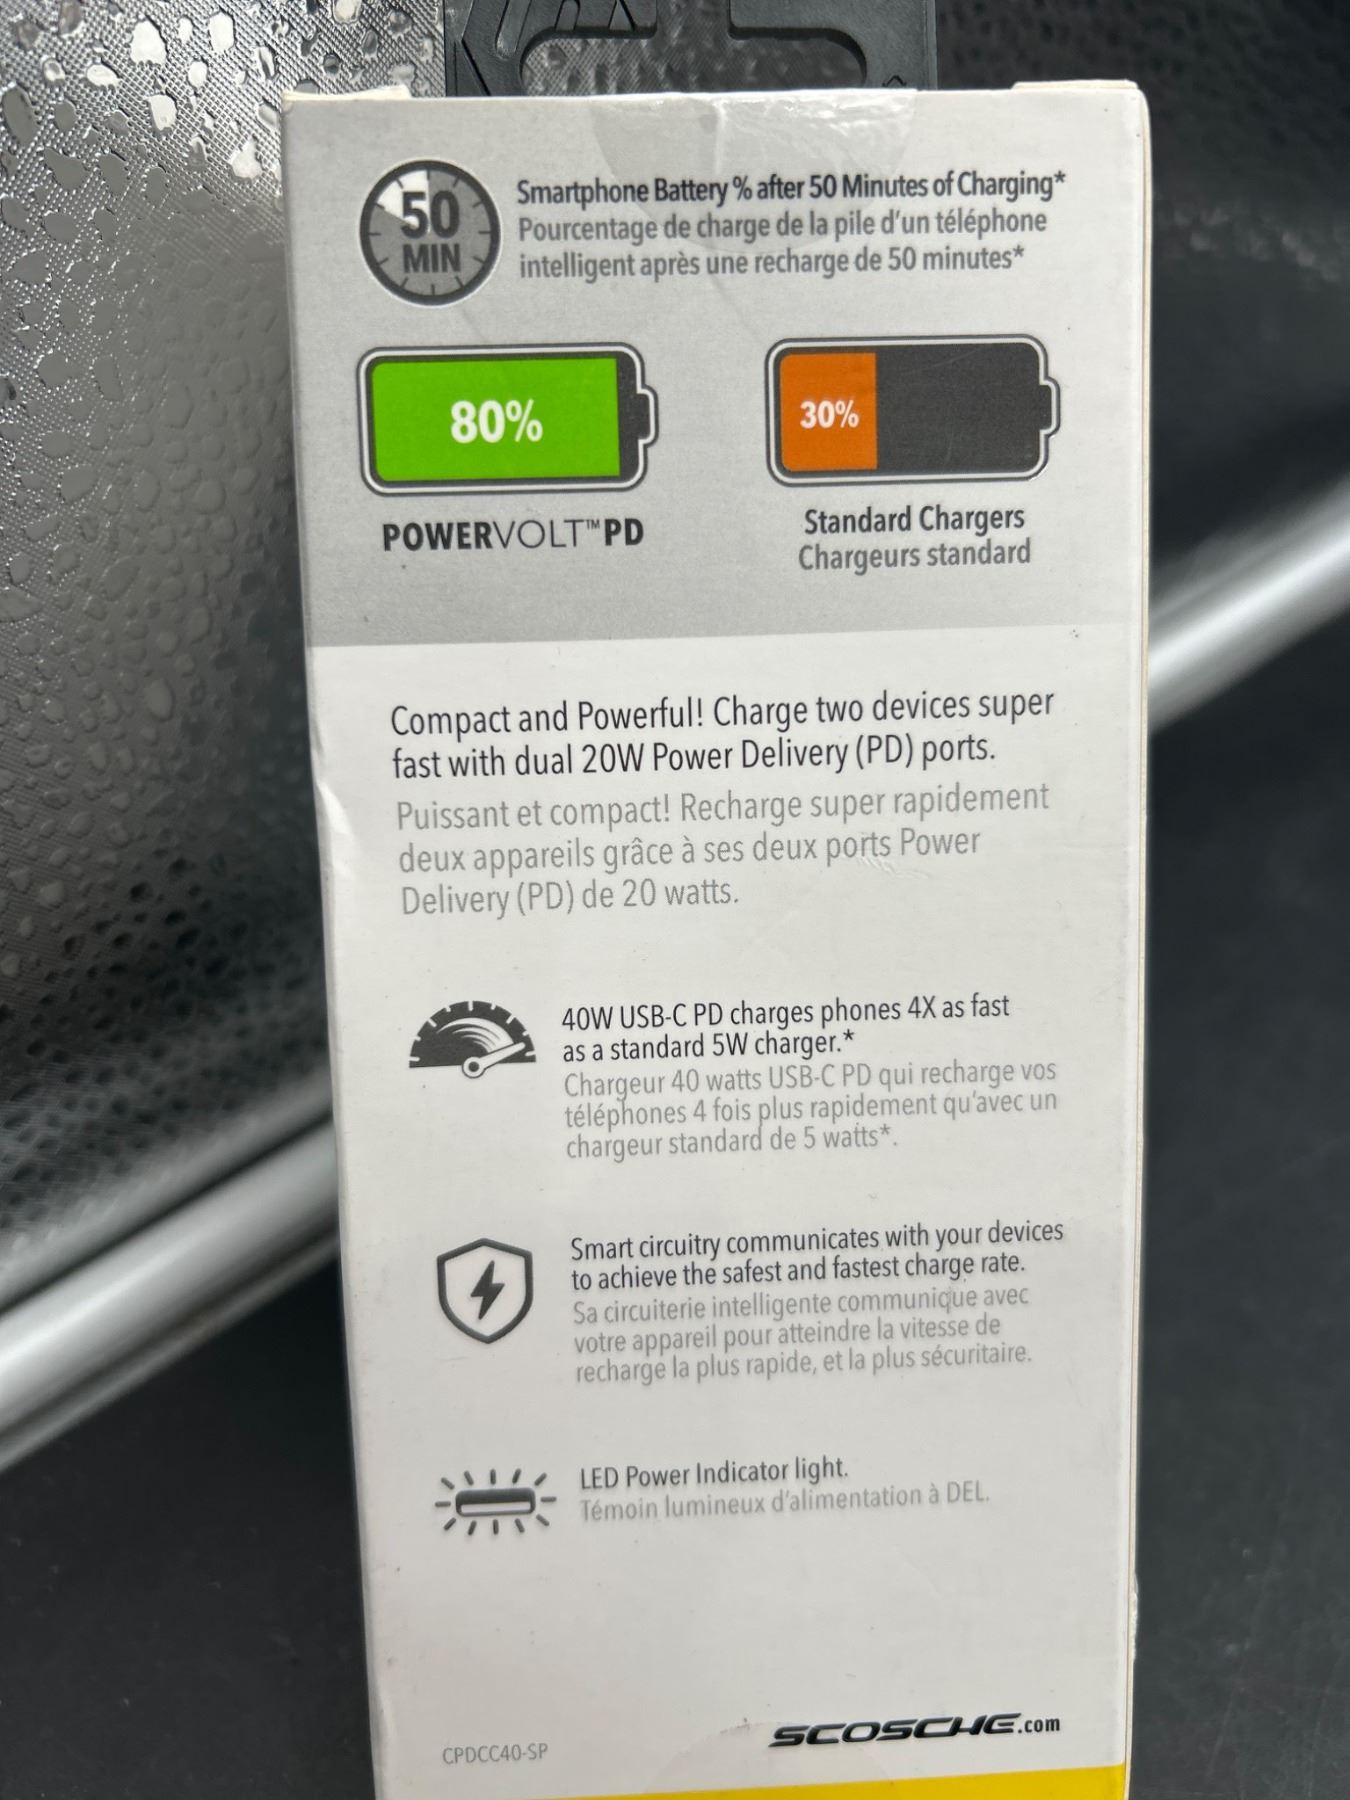 50
MIN
Smartphone Battery % after 50 Minutes of Charging*
Pourcentage de charge de la pile d'un téléphone
intelligent après une recharge de 50 minutes*
80%
POWERVOLT™PD
30%
Standard Chargers
Chargeurs standard
Compact and Powerful! Charge two devices super
fast with dual 20W Power Delivery (PD) ports.
Puissant et compact! Recharge super rapidement
deux appareils grâce à ses deux ports Power
Delivery (PD) de 20 watts.
40W USB-C PD charges phones 4X as fast
as a standard 5W charger.*
Chargeur 40 watts USB-C PD qui recharge vos
téléphones 4 fois plus rapidement qu'avec un
chargeur standard de 5 watts*.
Smart circuitry communicates with your devices
to achieve the safest and fastest charge rate.
Sa circuiterie intelligente communique avec
votre appareil pour atteindre la vitesse de
recharge la plus rapide, et la plus sécuritaire.
LED Power Indicator light.
Témoin lumineux d'alimentation à DEL.
SCOSCHE.com
CPDCC40-SP